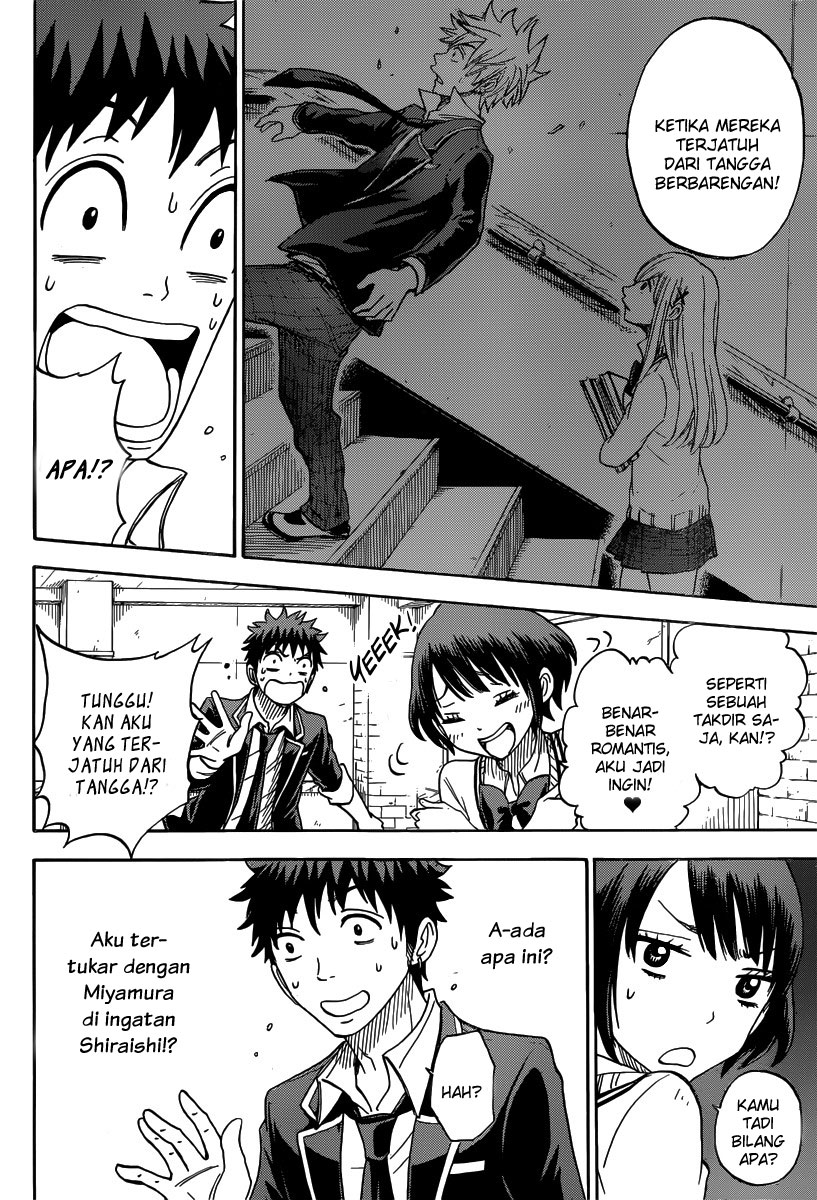 KETIKA MEREKA
TERJATUH
DARI TANGGA
BERBARENGAN!
APA!?
SEPERTI
SEBUAH
TAKDIR SA-
JA, KAN!?
BENAR-
BENAR
ROMANTIS,
AKU JADI
INGIN!
♥
YEEEK!
TUNGGU!
KAN AKU
YANG TER-
JATUH DARI
TANGGA!?
KAMU
TADI
BILANG
APA?
HAH?
A-ada
apa ini?
Aku ter-
tukar dengan
Miyamura
di ingatan
Shiraishi!?